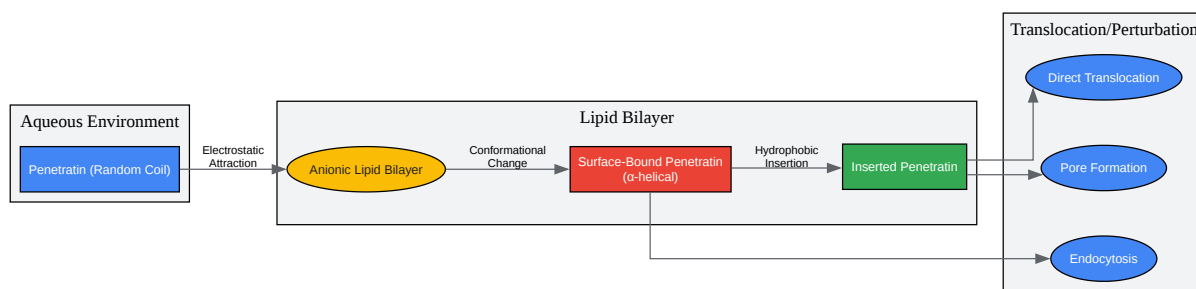 Translocation/Perturbation
Direct Translocation
Lipid Bilayer
Aqueous Environment
Penetratin (Random Coil)
Electrostatic
Attraction
Anionic Lipid Bilayer
Conformational
Change
Surface-Bound Penetratin
(α-helical)
Hydrophobic
Insertion
Inserted Penetratin
Pore Formation
Endocytosis